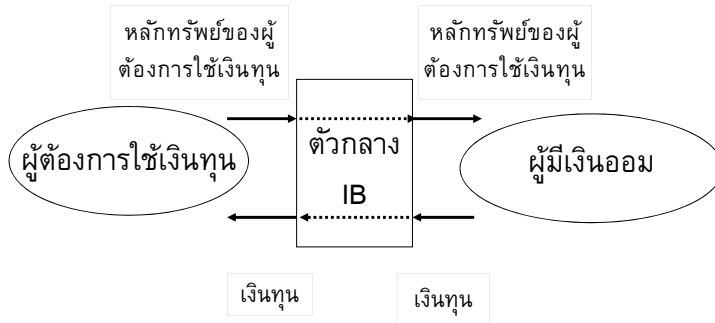 หลักทรัพย์ของผู้
ต้องการใช้เงินทุน
หลักทรัพย์ของผู้
ต้องการใช้เงินทุน
ผู้ต้องการใช้เงินทุน
ตัวกลาง
IB
ผู้มีเงินออม
เงินทุน
เงินทุน